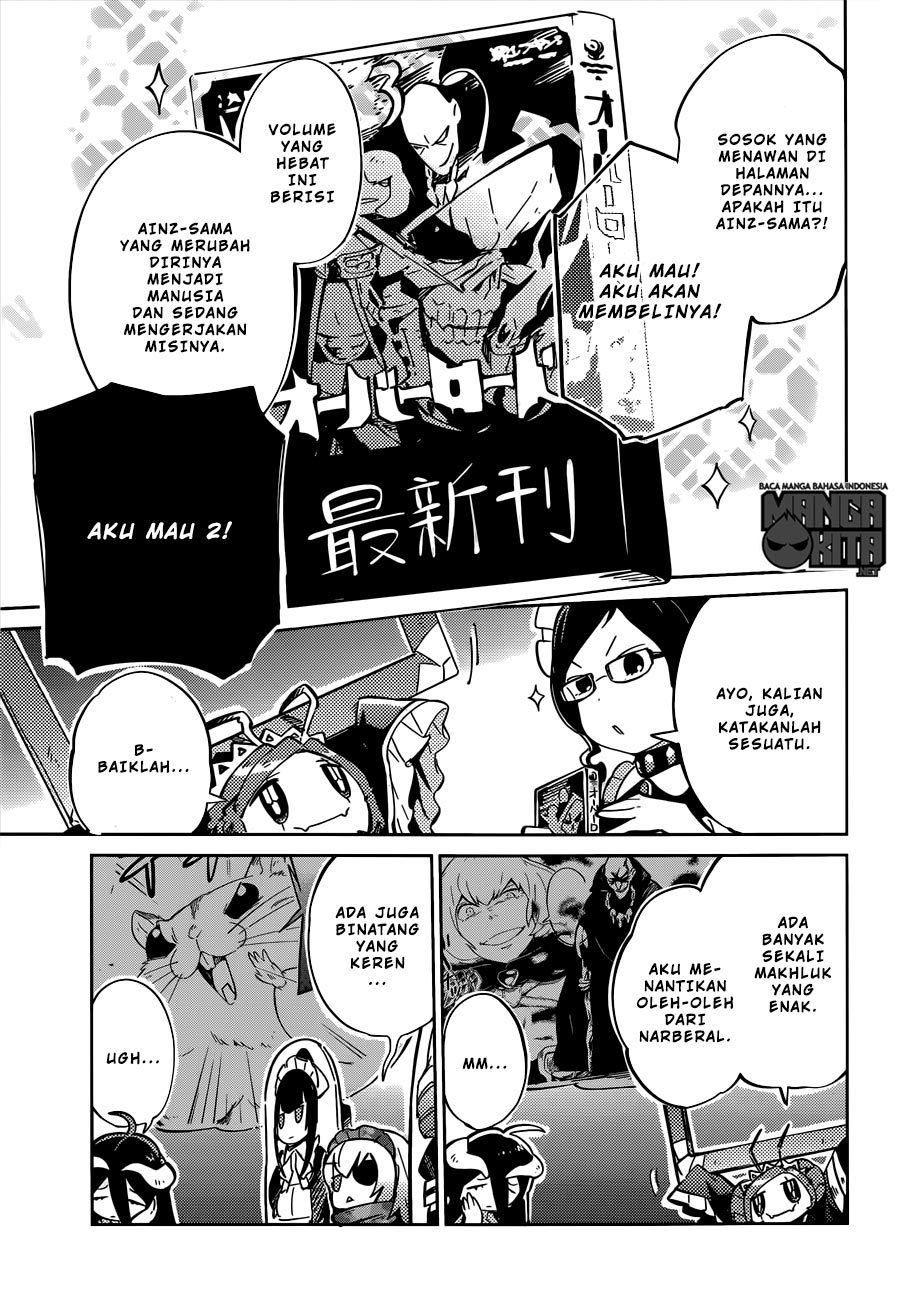 SOSOK YANG
MENAWAN DI
HALAMAN
DEPANNYA...
APAKAH ITU
AINZ-SAMA?!
AKU MAU!
AKU AKAN
MEMBELINYA!
VOLUME
YANG
HEBAT
INI
BERISI
AINZ-SAMA
YANG MERUBAH
DIRINYA
MENJADI
MANUSIA
DAN SEDANG
MENGERJAKAN
MISINYA.
オーバーロード
最新刊
AKU MAU 2!
BACA MANGA BAHASA INDONESIA
MANGA
KITA
.NET
AYO, KALIAN
JUGA,
KATAKANLAH
SESUATU.
B-
BAIKLAH...
ADA
BANYAK
SEKALI
MAKHLUK
YANG
ENAK.
AKU ME-
NANTIKAN
OLEH-OLEH
DARI
NARBERAL.
MM...
ADA JUGA
BINATANG
YANG
KEREN
...
UGH...